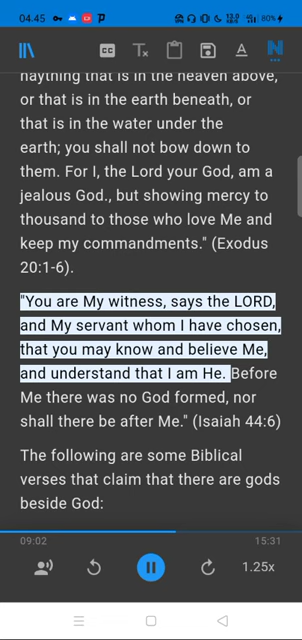 04.45
80%
CC
naything that is in the heaven above,
or that is in the earth beneath, or
that is in the water under the
earth; you shall not bow down to
them. For I, the Lord your God, am a
jealous God., but showing mercy to
thousand to those who love Me and
keep my commandments." (Exodus
20:1-6).
"You are My witness, says the LORD,
and My servant whom I have chosen,
that you may know and believe Me,
and understand that I am He. Before
Me there was no God formed, nor
shall there be after Me." (Isaiah 44:6)
The following are some Biblical
verses that claim that there are gods
beside God:
09:02 15:31
1.25x